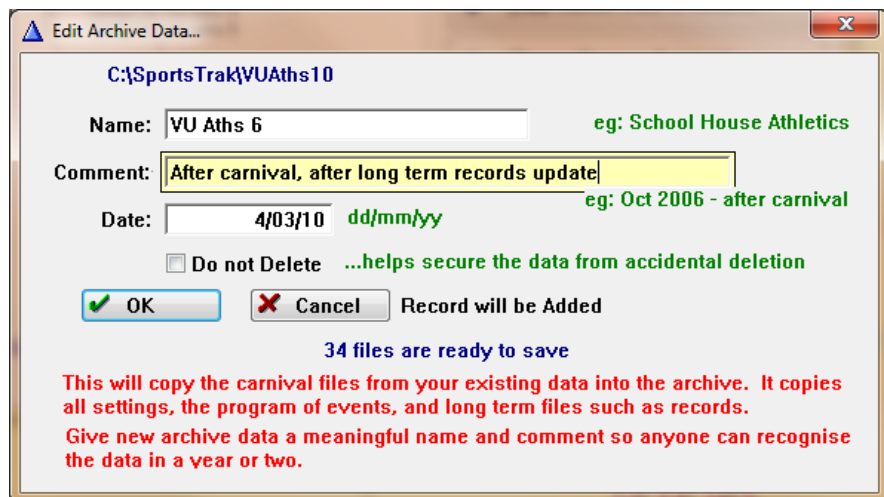 Edit Archive Data...
C:\SportsTrak\VUAths10
Name: VU Aths 6 eg: School House Athletics
Comment: After carnival, after long term records update
eg: Oct 2006 - after carnival
Date: 4/03/10 dd/mm/yy
Do not Delete ...helps secure the data from accidental deletion
OK Cancel Record will be Added
34 files are ready to save
This will copy the carnival files from your existing data into the archive. It copies
all settings, the program of events, and long term files such as records.
Give new archive data a meaningful name and comment so anyone can recognise
the data in a year or two.